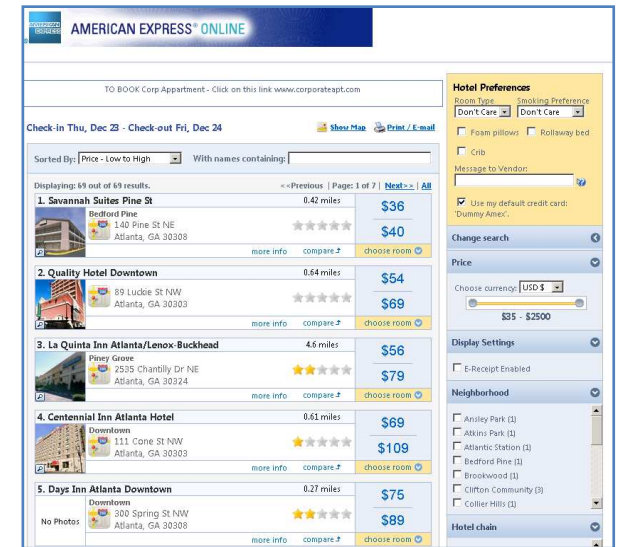 AMERICAN EXPRESS® ONLINE
TO BOOK Corp Appartment - Click on this link www.corporateapt.com
Check-in Thu, Dec 23 - Check-out Fri, Dec 24
Show Map Print / E-mail
Sorted By: Price - Low to High With names containing:
Displaying: 69 out of 69 results. <<Previous | Page: 1 of 7 | Next>> | All
1. Savannah Suites Pine St 0.42 miles $36
Bedford Pine
140 Pine St NE
Atlanta, GA 30308
$40
more info compare choose room
2. Quality Hotel Downtown 0.64 miles $54
89 Luckie St NW
Atlanta, GA 30303
$69
more info compare choose room
3. La Quinta Inn Atlanta/Lenox-Buckhead 4.6 miles $56
Piney Grove
2535 Chantilly Dr NE
Atlanta, GA 30324
$79
more info compare choose room
4. Centennial Inn Atlanta Hotel 0.61 miles $69
Downtown
111 Cone St NW
Atlanta, GA 30303
$109
more info compare choose room
5. Days Inn Atlanta Downtown 0.27 miles $75
Downtown
No Photos
300 Spring St NW
Atlanta, GA 30308
$89
more info compare choose room
Hotel Preferences
Room Type Smoking Preference
Don't Care Don't Care
Foam pillows Rollaway bed
Crib
Message to Vendor:
Use my default credit card:
'Dummy Amex'.
Change search
Price
Choose currency: USD $
$35 - $2500
Display Settings
E-Receipt Enabled
Neighborhood
Ansley Park (1)
Atkins Park (1)
Atlantic Station (1)
Bedford Pine (1)
Brookwood (1)
Clifton Community (3)
Collier Hills (1)
Hotel chain